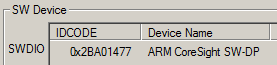 SW Device
IDCODE Device Name
SWDIO 0x2BA01477 ARM CoreSight SW-DP